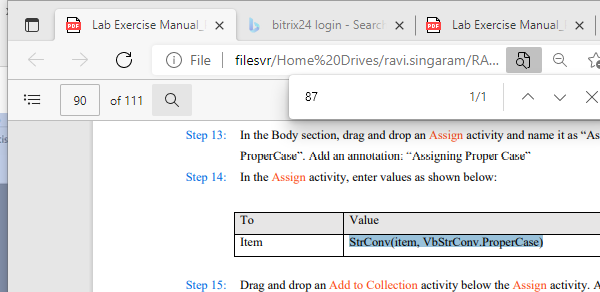 Lab Exercise Manual_
bitrix24 login - Search
Lab Exercise Manual_
File
filesvr/Home%20Drives/ravi.singaram/RA...
90 of 111
87 1/1
Step 13: In the Body section, drag and drop an Assign activity and name it as “As
ProperCase”. Add an annotation: “Assigning Proper Case”
Step 14: In the Assign activity, enter values as shown below:
To Value
Item StrConv(item, VbStrConv.ProperCase)
Step 15: Drag and drop an Add to Collection activity below the Assign activity. A